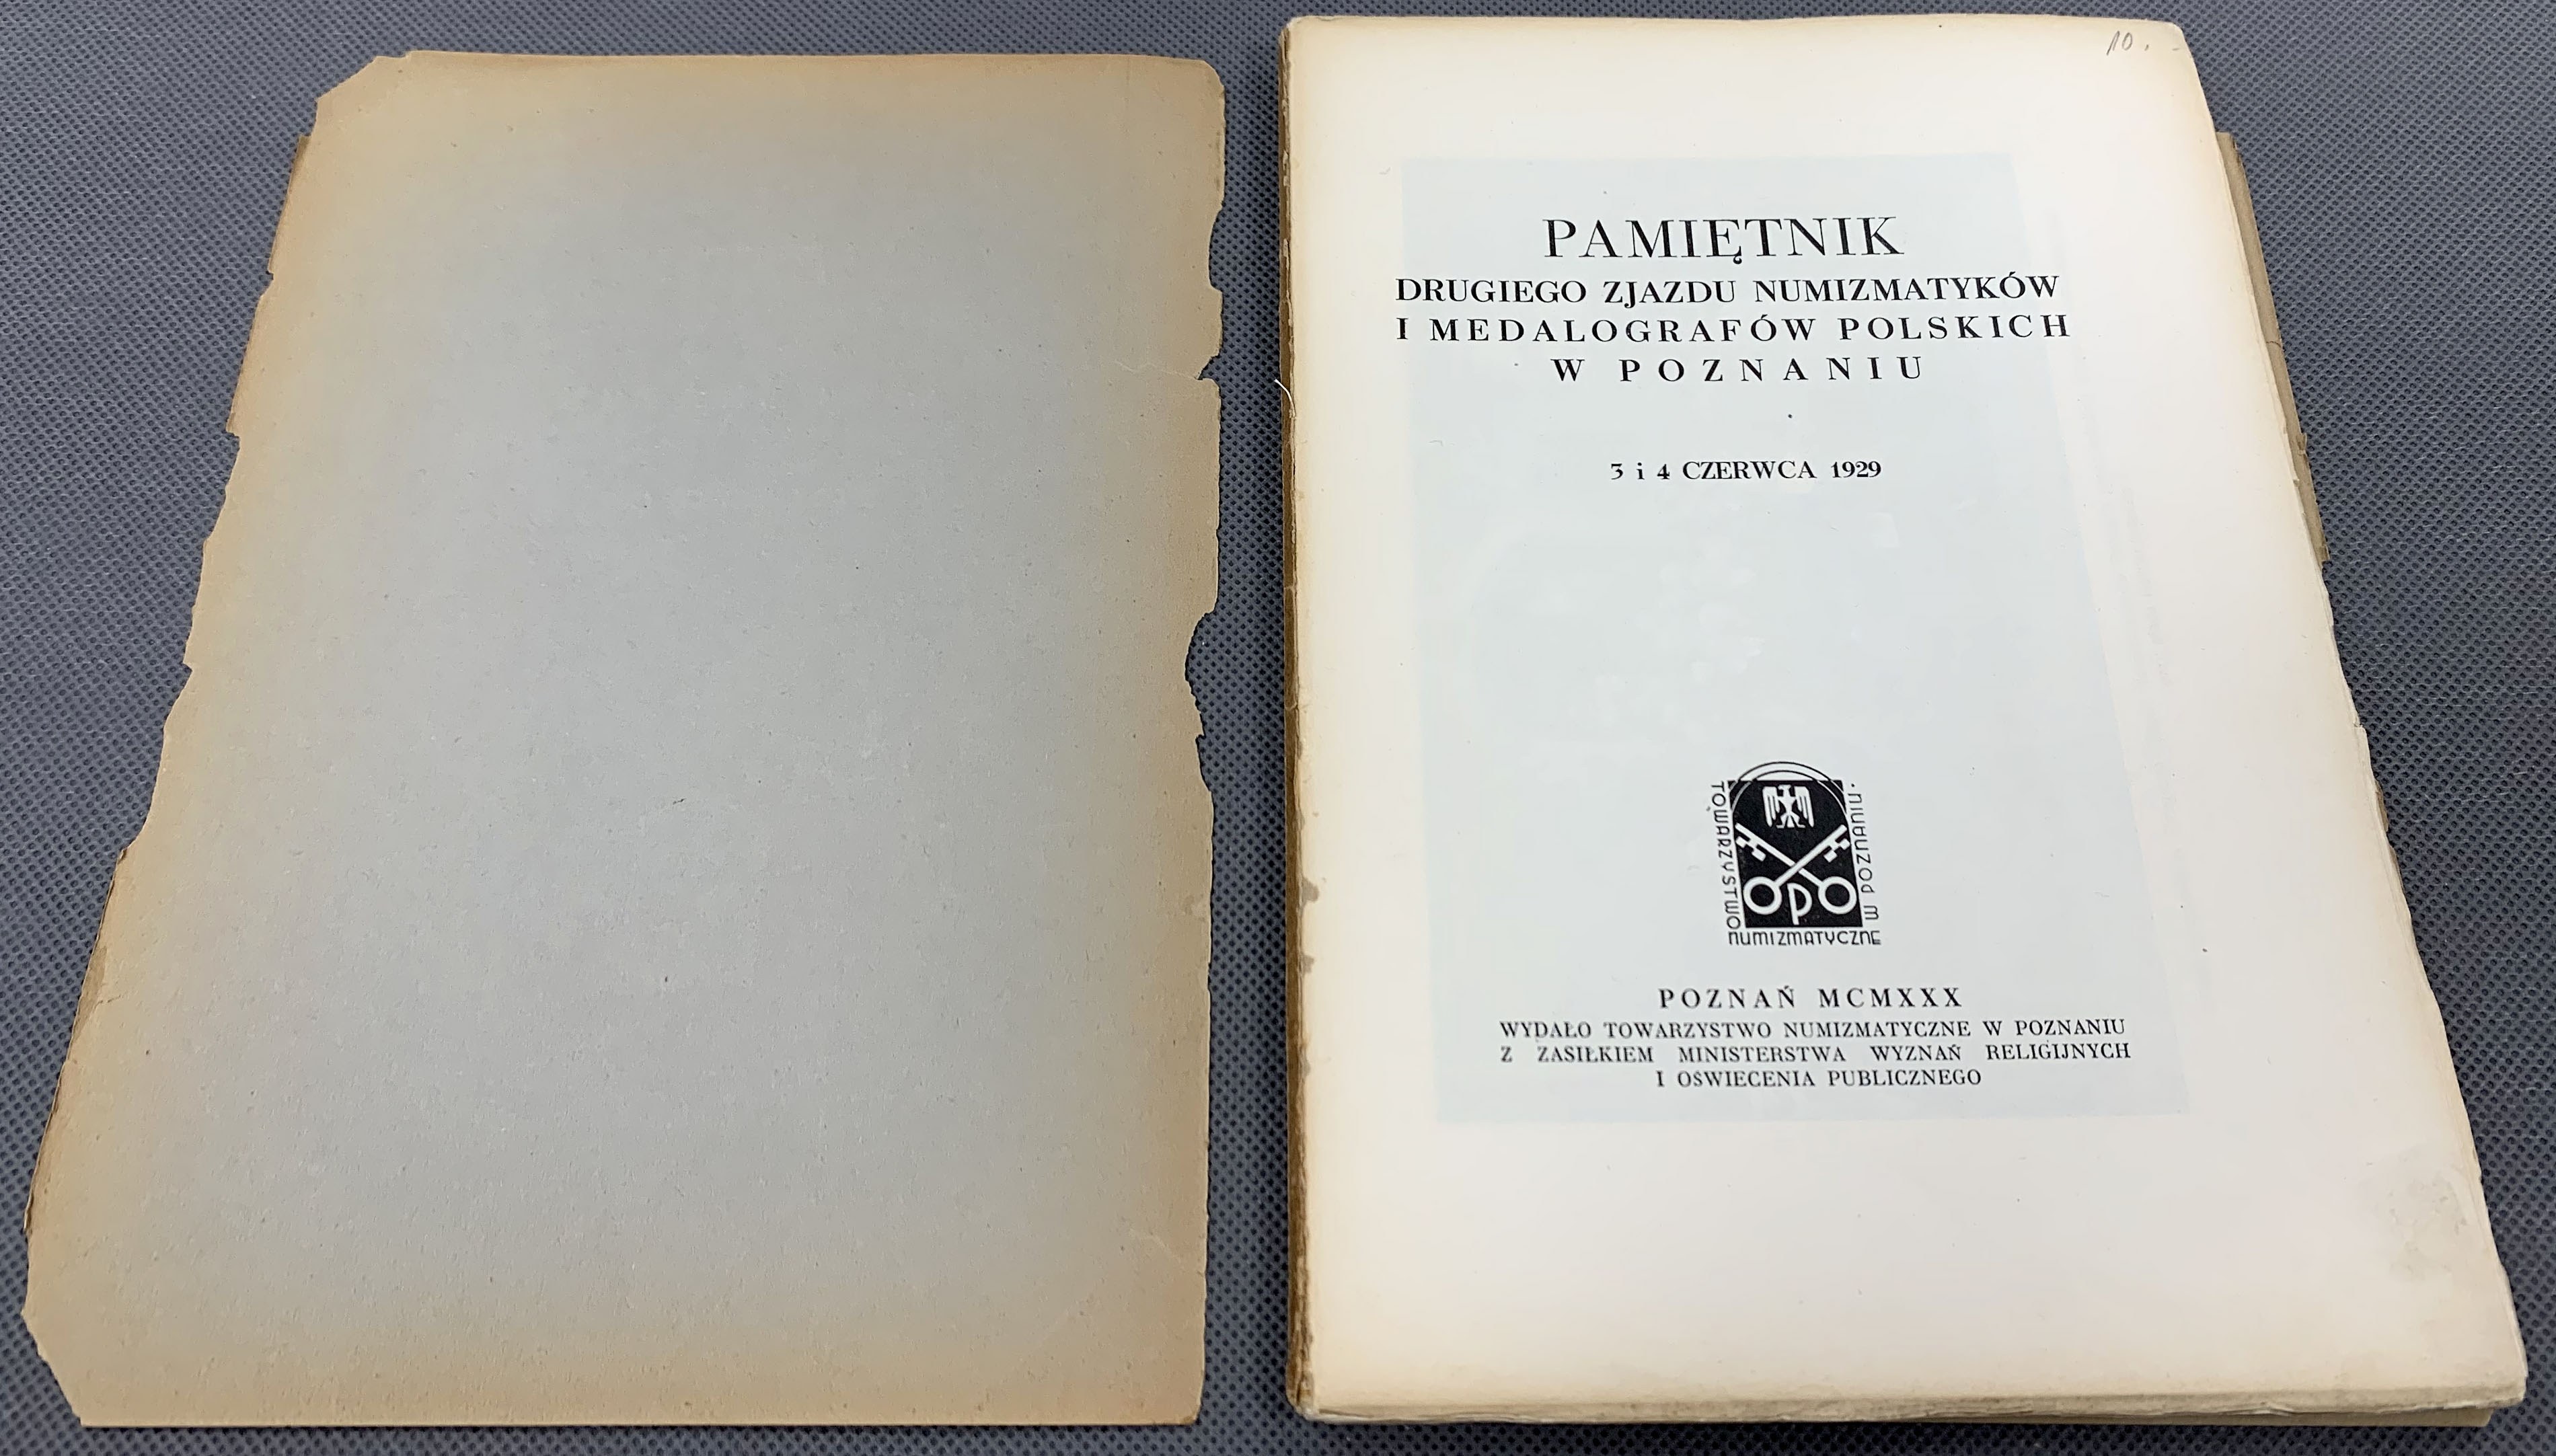 10. -
PAMIĘTNIK
DRUGIEGO ZJAZDU NUMIZMATYKÓW
I MEDALOGRAFÓW POLSKICH
W POZNANIU
3 i 4 CZERWCA 1929
TOWARZYSTWO
NUMIZMATYCZNE
W POZNANIU.
POZNAŃ MCMXXX
WYDAŁO TOWARZYSTWO NUMIZMATYCZNE W POZNANIU
Z ZASIŁKIEM MINISTERSTWA WYZNAŃ RELIGIJNYCH
I OŚWIECENIA PUBLICZNEGO